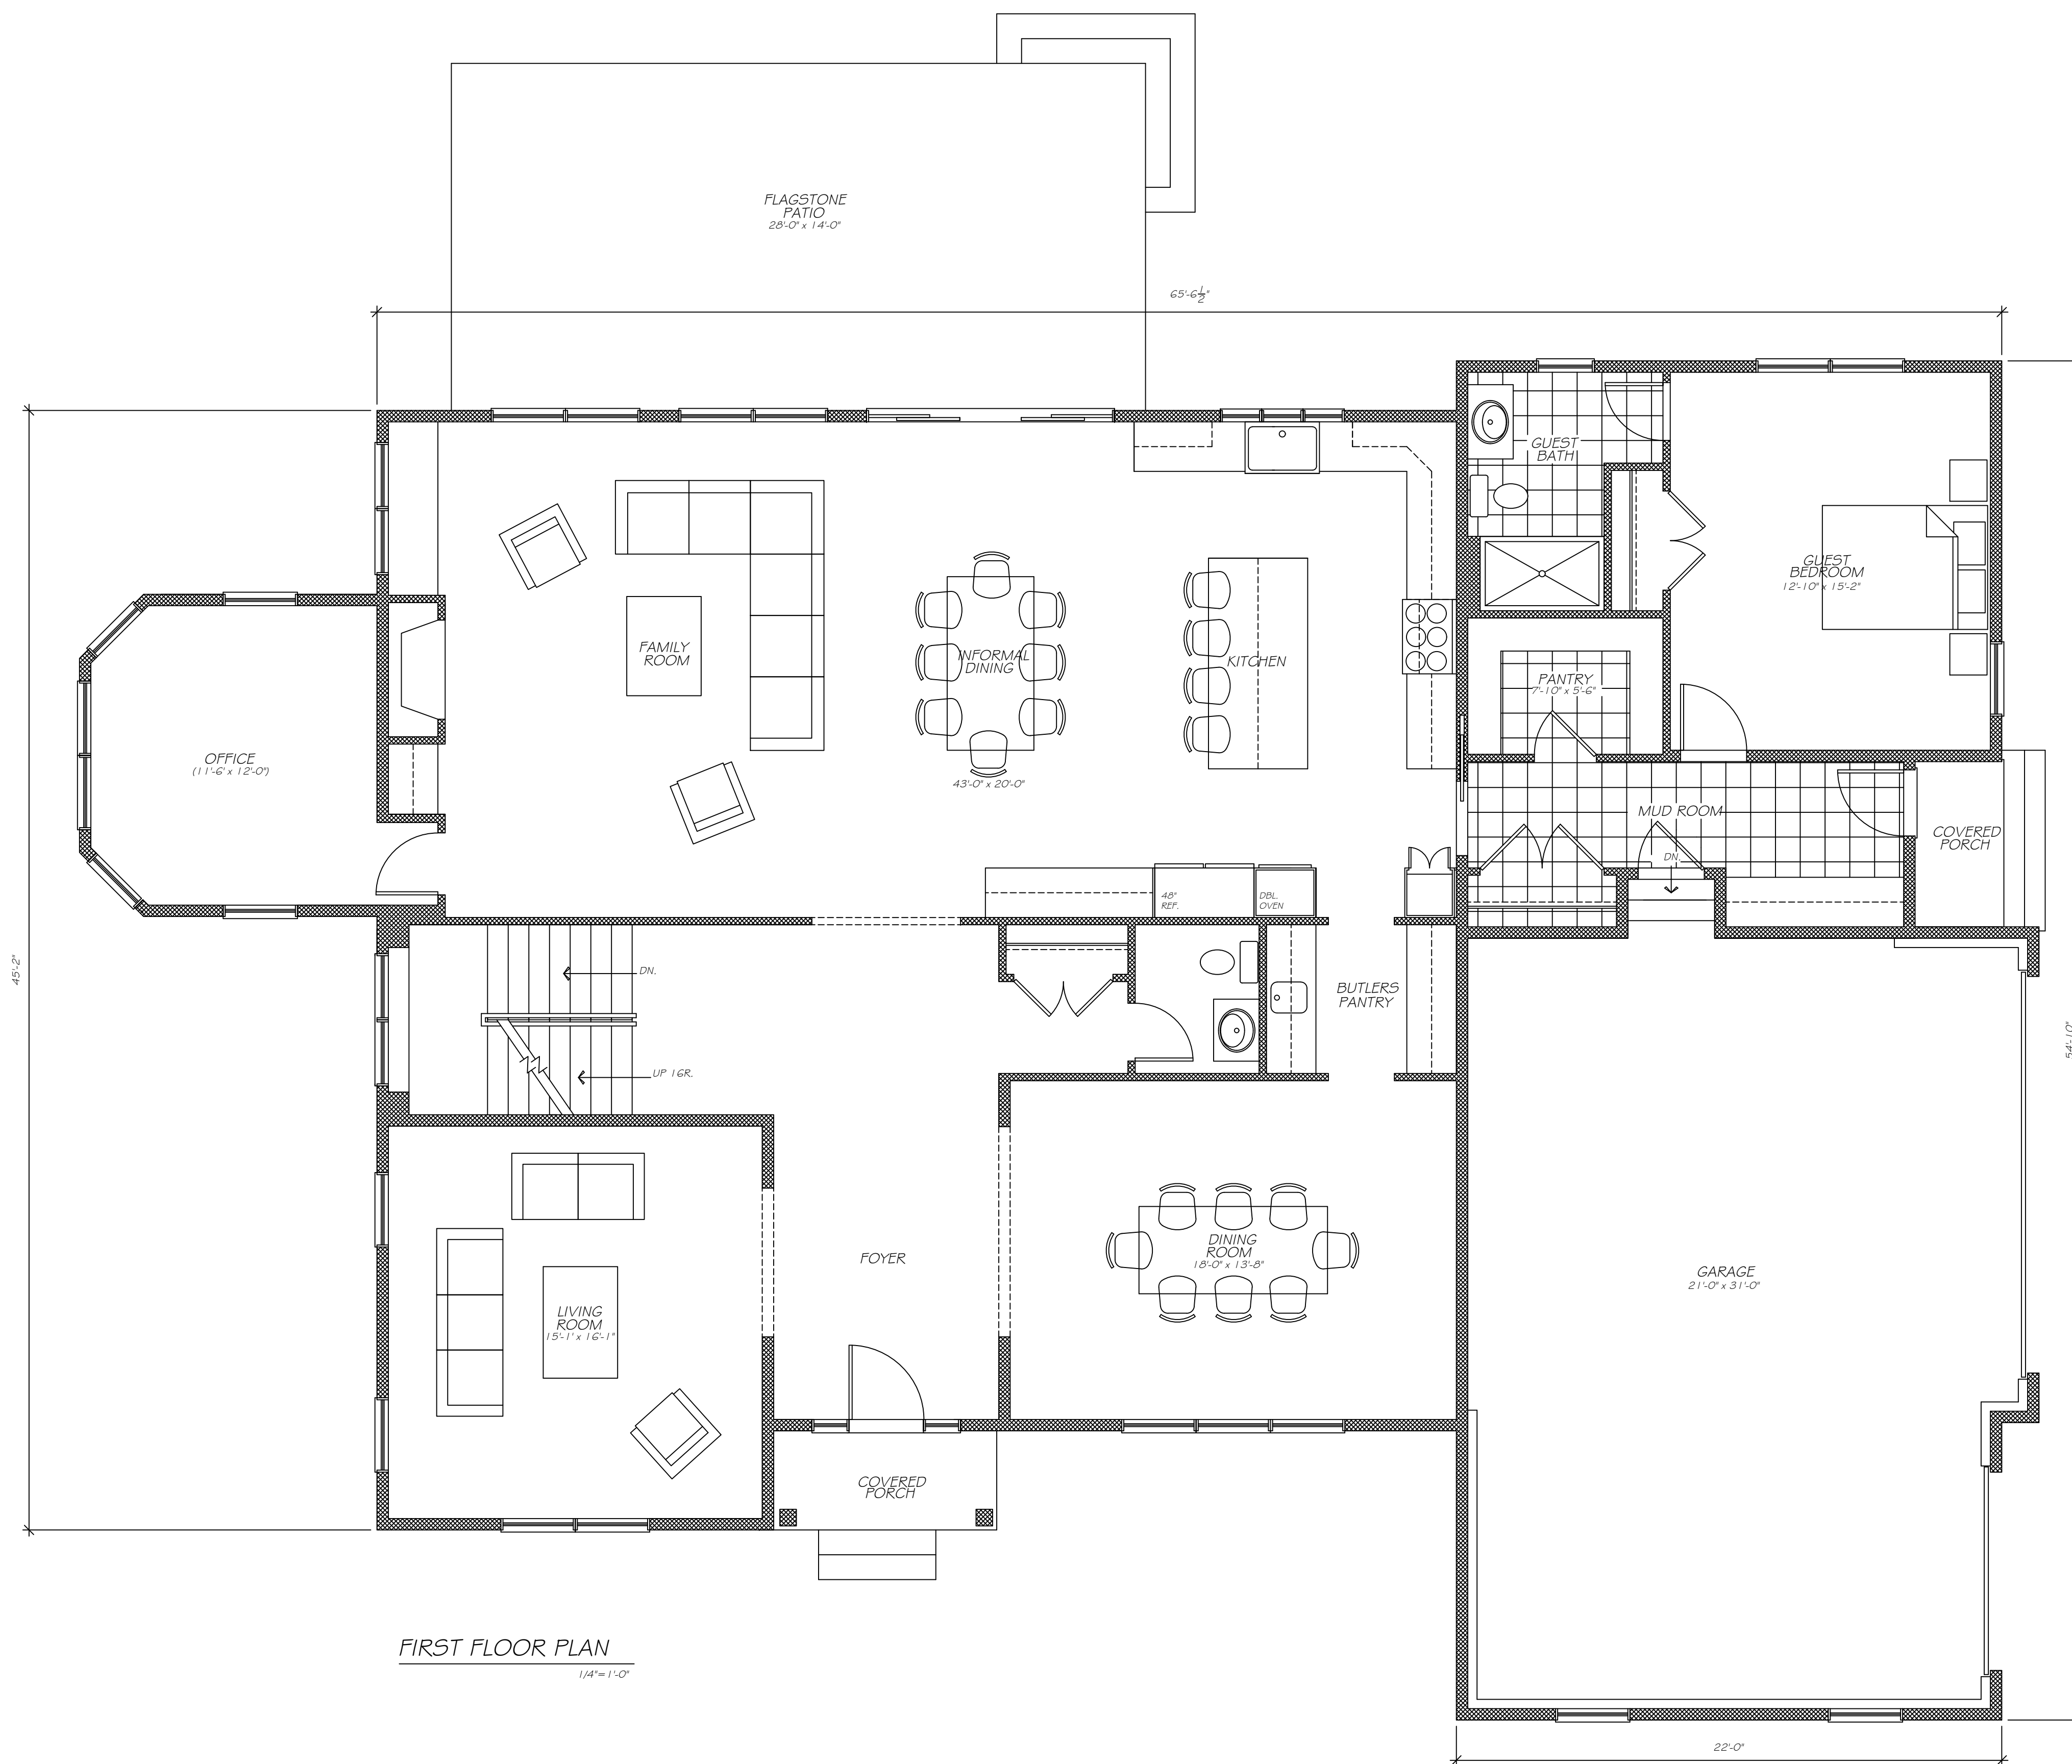 FLAGSTONE
PATIO
28'-0" x 14'-0"
65'-6 1/2"
GUEST
BATH
GUEST
BEDROOM
12'-10" x 15'-2"
FAMILY
ROOM
INFORMAL
DINING
43'-0" x 20'-0"
KITCHEN
PANTRY
7'-10" x 5'-6"
OFFICE
(11'-6' x 12'-0")
MUD ROOM
DN.
COVERED
PORCH
48"
REF.
DBL.
OVEN
45'-2"
DN.
UP 16R.
BUTLERS
PANTRY
54'-10"
FOYER
DINING
ROOM
18'-0" x 13'-8"
GARAGE
21'-0" x 31'-0"
LIVING
ROOM
15'-1' x 16'-1"
COVERED
PORCH
FIRST FLOOR PLAN
1/4"=1'-0"
22'-0"